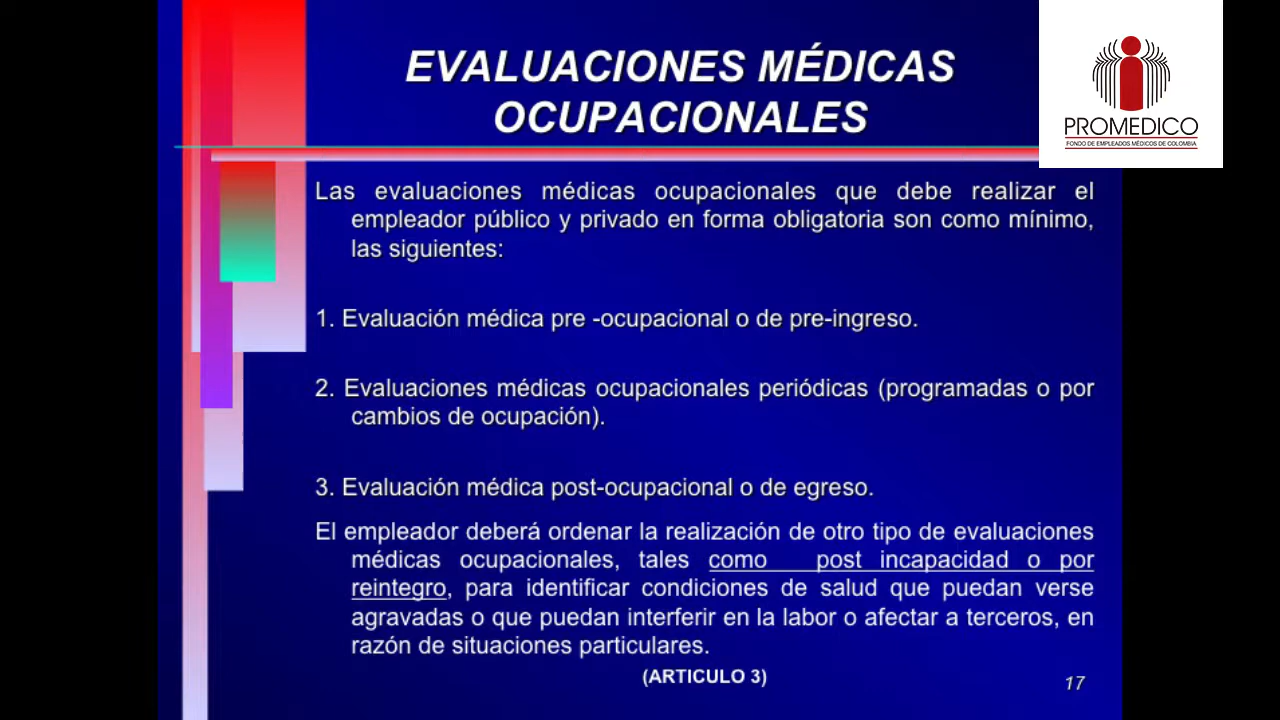 EVALUACIONES MÉDICAS
OCUPACIONALES
PROMEDICO
FONDO DE EMPLEADOS MÉDICOS DE COLOMBIA
Las evaluaciones médicas ocupacionales que debe realizar el
empleador público y privado en forma obligatoria son como mínimo,
las siguientes:
1. Evaluación médica pre -ocupacional o de pre-ingreso.
2. Evaluaciones médicas ocupacionales periódicas (programadas o por
cambios de ocupación).
3. Evaluación médica post-ocupacional o de egreso.
El empleador deberá ordenar la realización de otro tipo de evaluaciones
médicas ocupacionales, tales como post incapacidad o por
reintegro, para identificar condiciones de salud que puedan verse
agravadas o que puedan interferir en la labor o afectar a terceros, en
razón de situaciones particulares.
(ARTICULO 3)
17